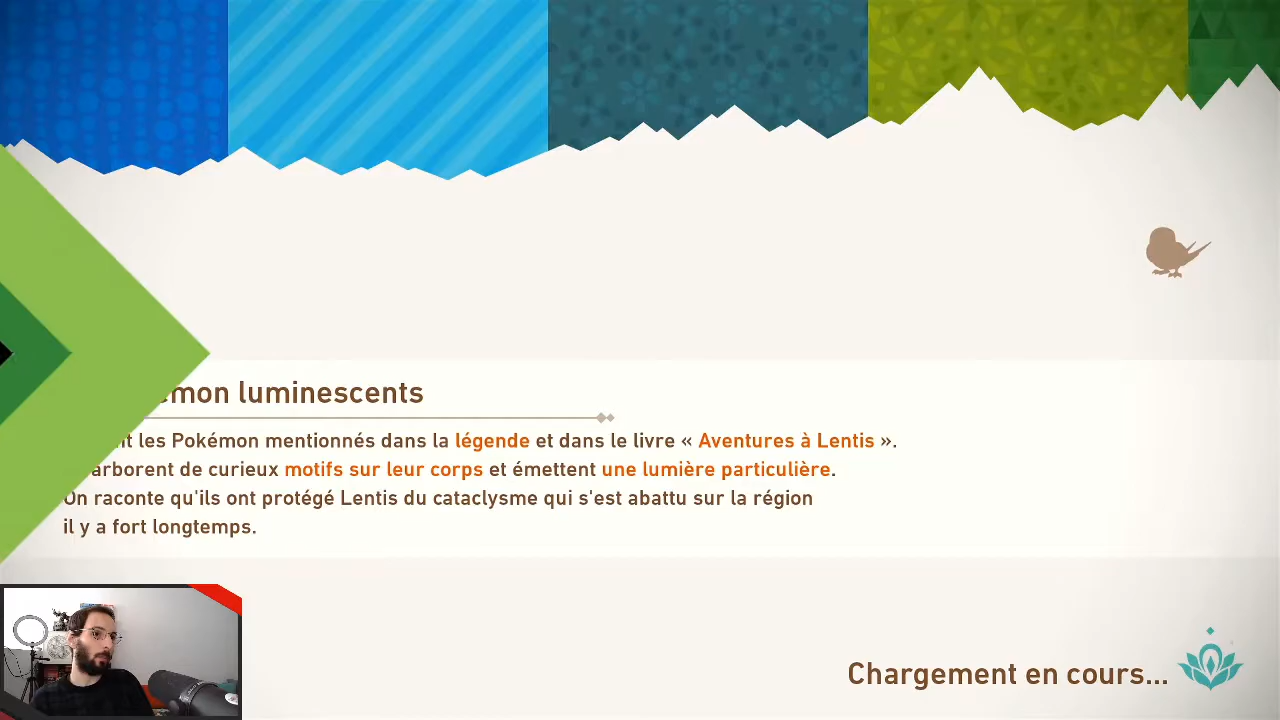 luminescents
les Pokémon mentionnés dans la légende et dans le livre « Aventures à Lentis ».
arborent de curieux motifs sur leur corps et émettent une lumière particulière.
On raconte qu'ils ont protégé Lentis du cataclysme qui s'est abattu sur la région
il y a fort longtemps.
Chargement en cours...